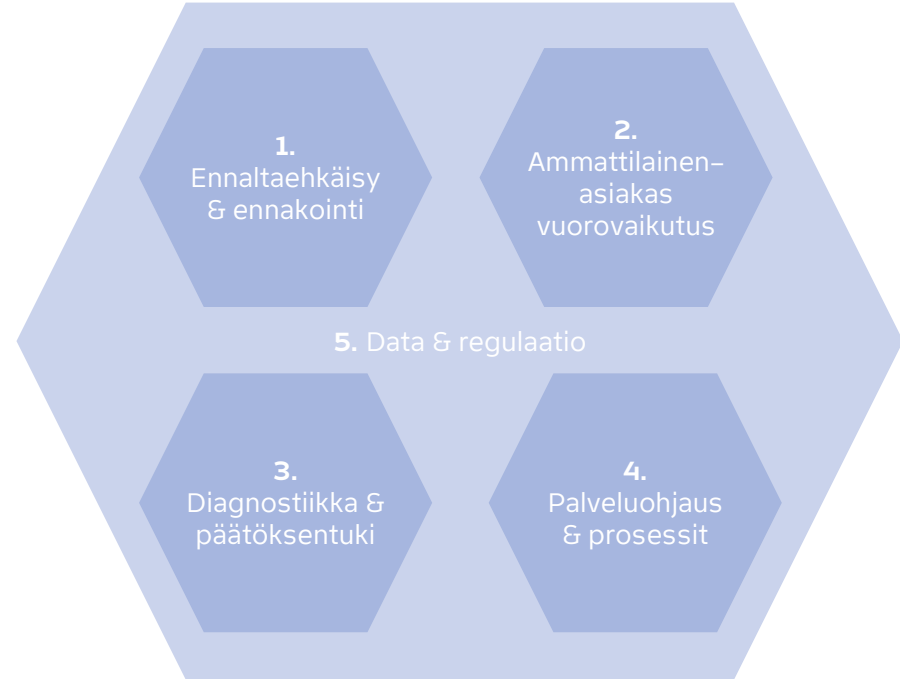 1.
Ennaltaehkäisy
& ennakointi
2.
Ammattilainen–
asiakas
vuorovaikutus
5. Data & regulaatio
3.
Diagnostiikka &
päätöksentuki
4.
Palveluohjaus
& prosessit